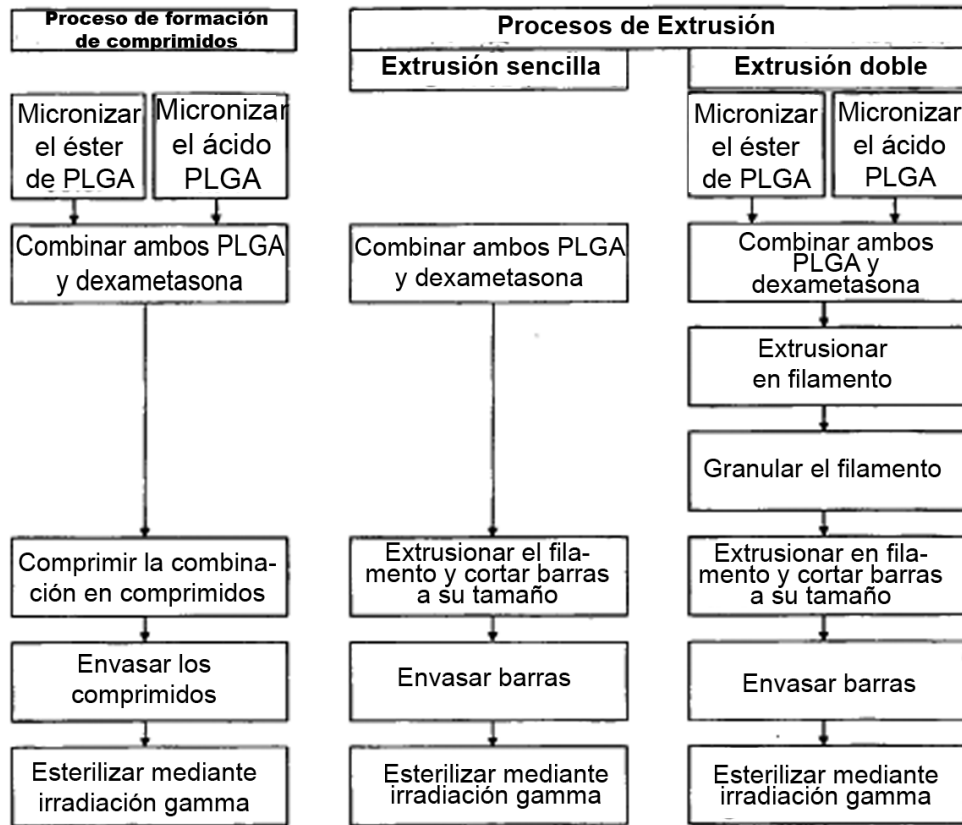 Proceso de formación
de comprimidos
Procesos de Extrusión
Extrusión sencilla
Extrusión doble
Micronizar
el éster
de PLGA
Micronizar
el ácido
PLGA
Combinar ambos PLGA
y dexametasona
Comprimir la combina-
ción en comprimidos
Envasar los
comprimidos
Esterilizar mediante
irradiación gamma
Combinar ambos PLGA
y dexametasona
Extrusionar el fila-
mento y cortar barras
a su tamaño
Envasar barras
Esterilizar mediante
irradiación gamma
Micronizar
el éster
de PLGA
Micronizar
el ácido
PLGA
Combinar ambos
PLGA y
dexametasona
Extrusionar
en filamento
Granular el filamento
Extrusionar en fila-
mento y cortar barras
a su tamaño
Envasar barras
Esterilizar mediante
irradiación gamma